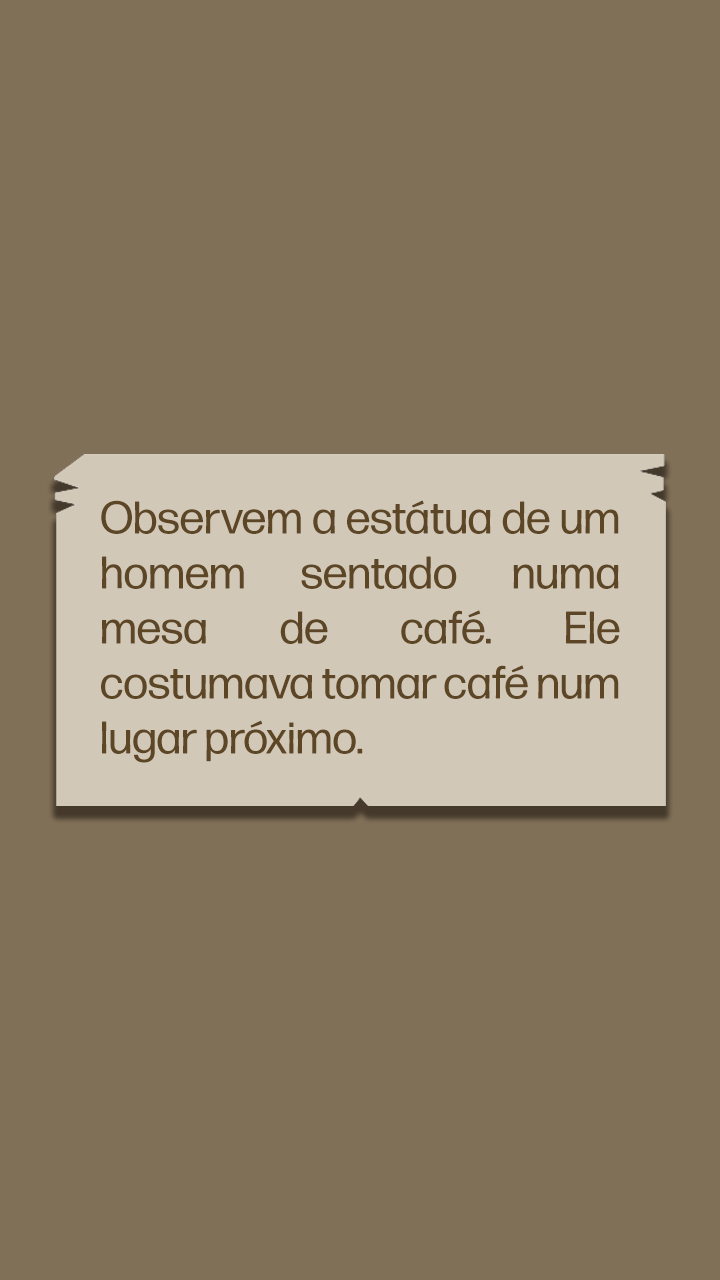 Observem a estátua de um
homem sentado numa
mesa de café. Ele
costumava tomar café num
lugar próximo.